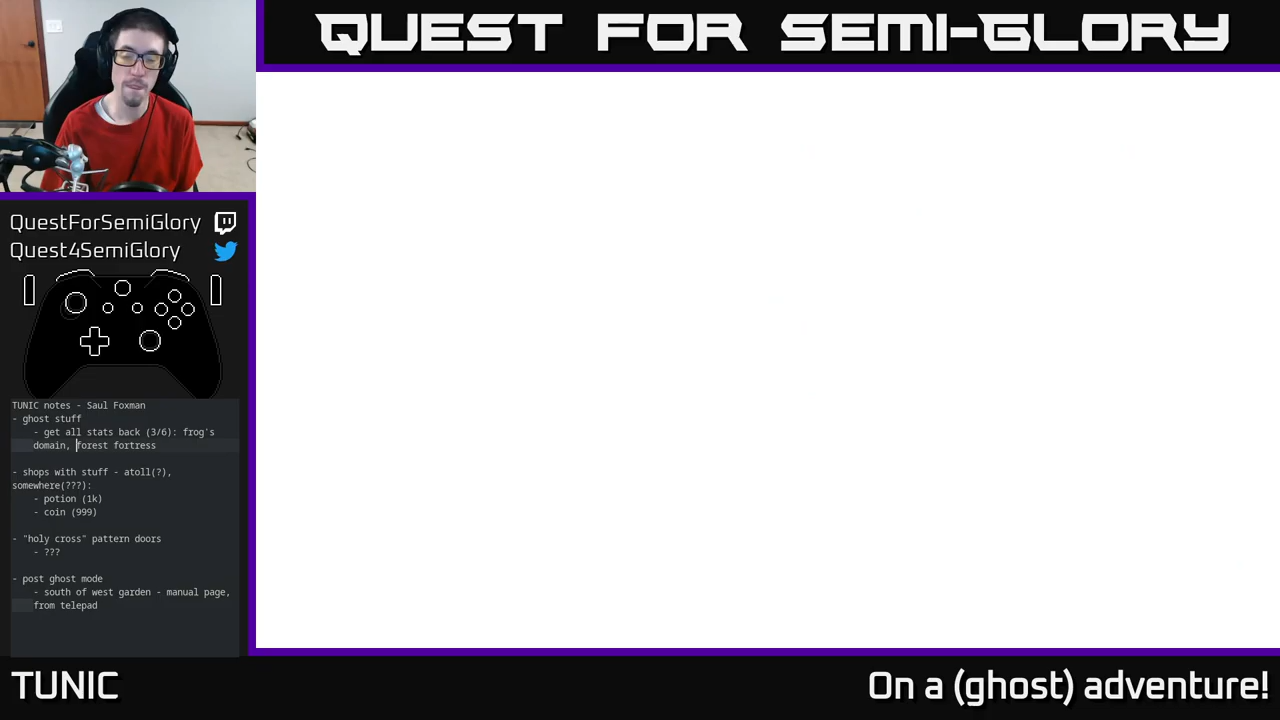 QUEST FOR SEMI-GLORY
QuestForSemiGlory
Quest4SemiGlory
TUNIC notes - Saul Foxman
- ghost stuff
- get all stats back (3/6): frog's
domain, forest fortress
- shops with stuff - atoll(?),
somewhere(???):
- potion (1k)
- coin (999)
- "holy cross" pattern doors
- ???
- post ghost mode
- south of west garden - manual page,
from telepad
TUNIC
On a (ghost) adventure!